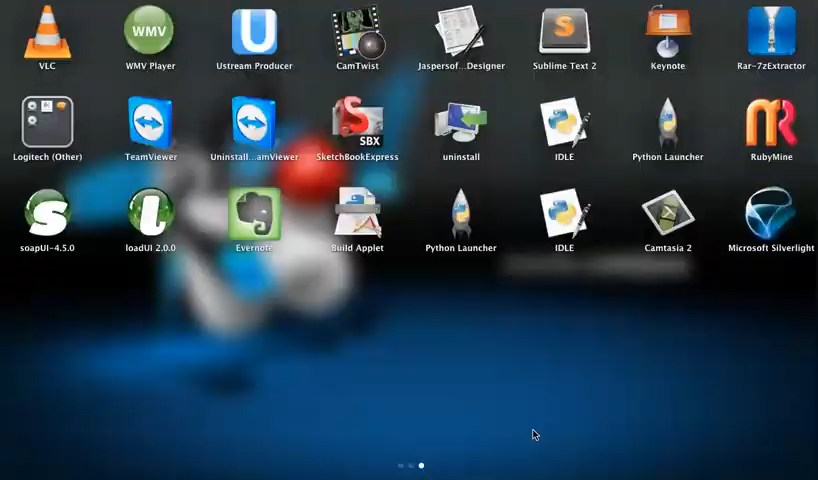 WMV
U
S
SBX
VLC
WMV Player
Ustream Producer
CamTwist
Jaspersof...Designer
Sublime Text 2
Keynote
Rar-7zExtractor
Logitech (Other)
TeamViewer
Uninstall...amViewer
SketchBookExpress
uninstall
IDLE
Python Launcher
RubyMine
soapUI-4.5.0
loadUI 2.0.0
Evernote
Build Applet
Python Launcher
IDLE
Camtasia 2
Microsoft Silverlight